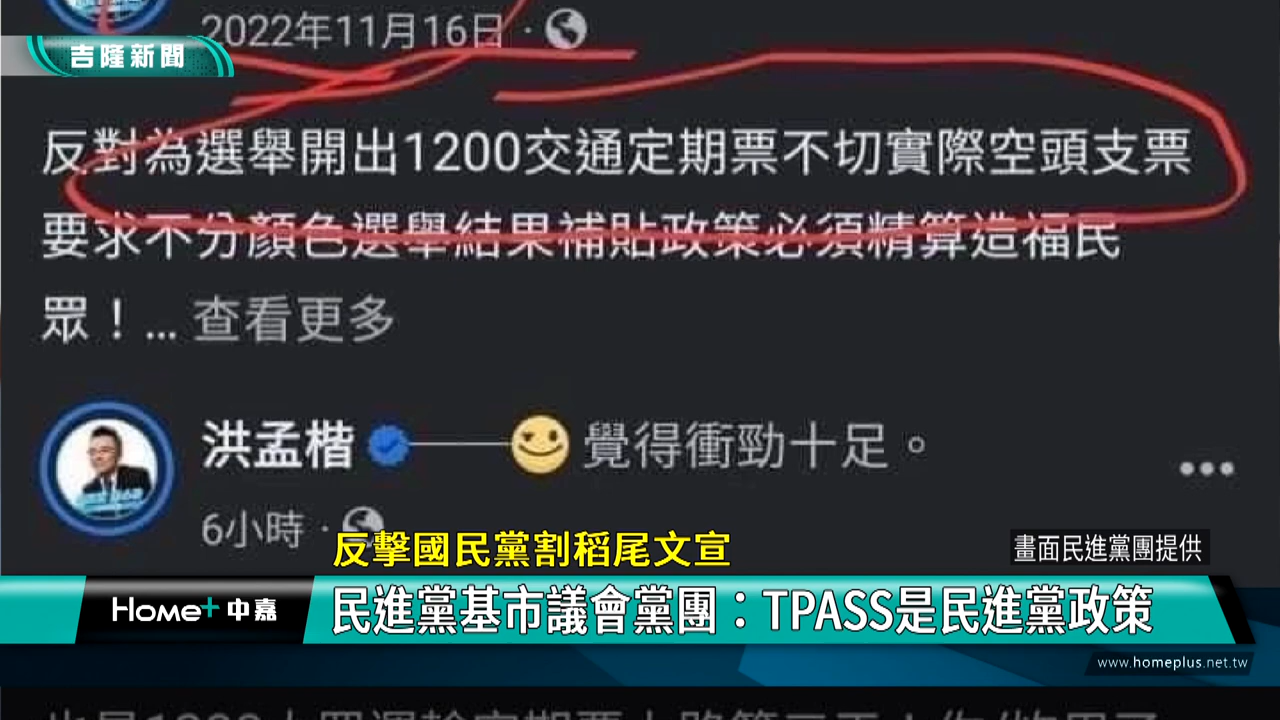 2022年11月16日 ·
吉隆新聞
反對為選舉開出1200交通定期票不切實際空頭支票
要求不分顏色選舉結果補貼政策必須精算造福民
眾！... 查看更多
洪孟楷 覺得衝勁十足。
6小時 ·
反擊國民黨割稻尾文宣
畫面民進黨團提供
Home+ 中嘉
民進黨基市議會黨團：TPASS是民進黨政策
www.homeplus.net.tw